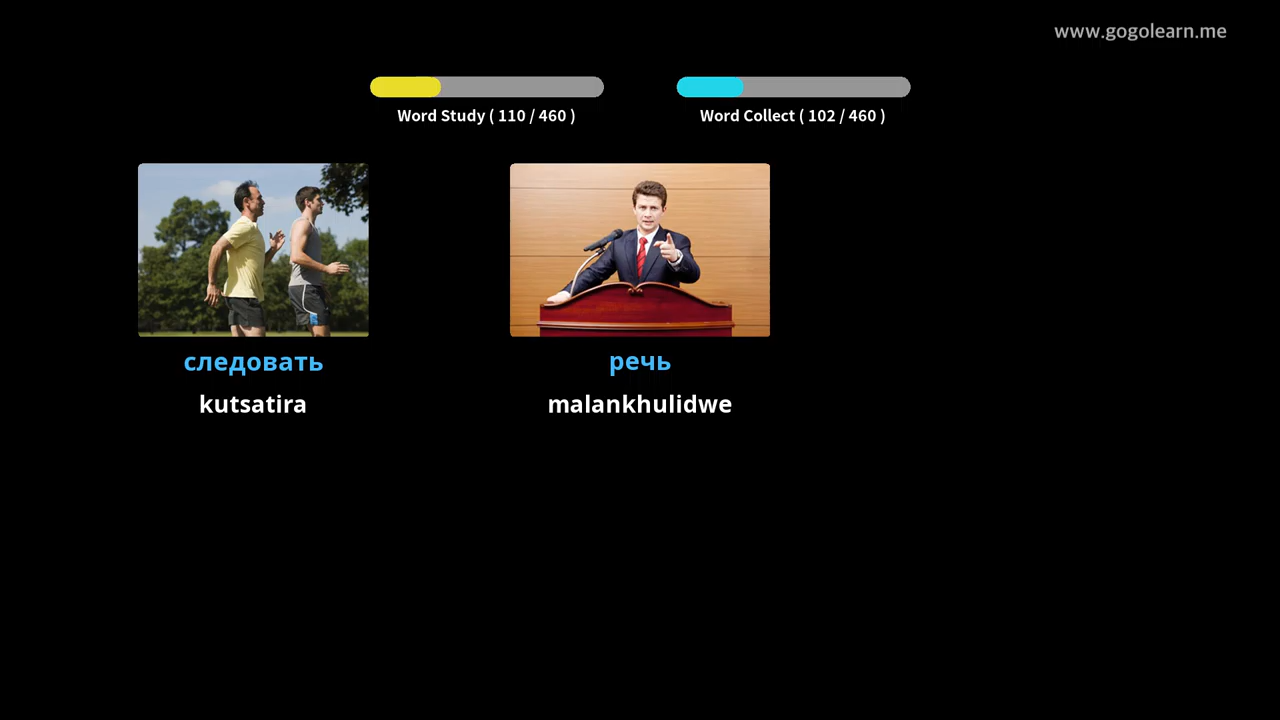 www.gogolearn.me
Word Study ( 110 / 460 )
Word Collect ( 102 / 460 )
следовать
речь
kutsatira
malankhulidwe